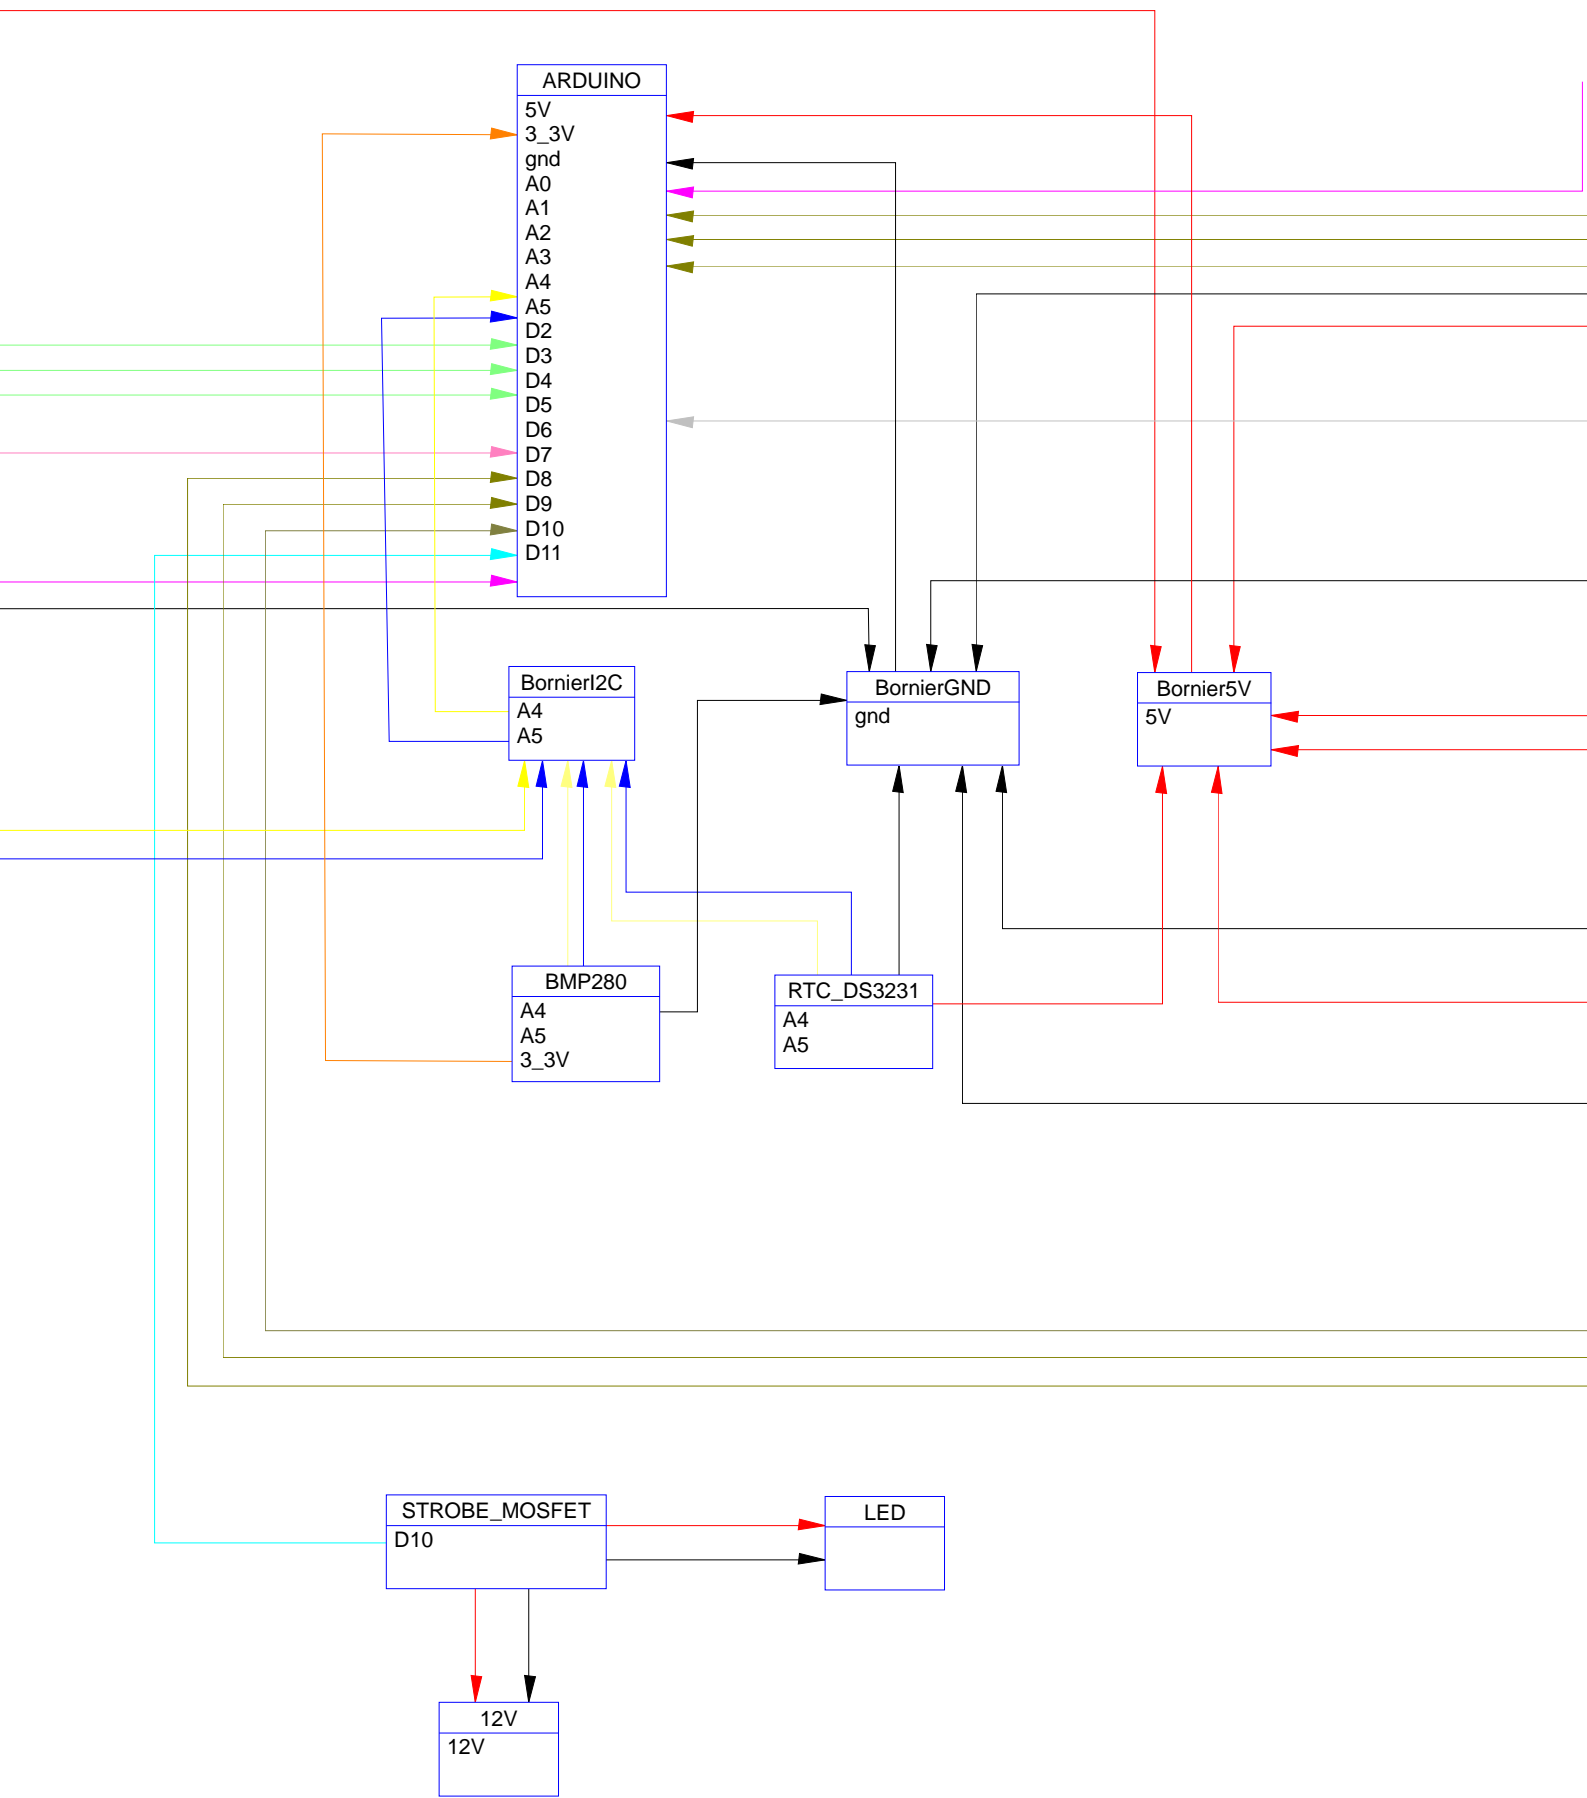 ARDUINO
5V
3_3V
gnd
A0
A1
A2
A3
A4
A5
D2
D3
D4
D5
D6
D7
D8
D9
D10
D11
BornierI2C
A4
A5
BornierGND
gnd
Bornier5V
5V
BMP280
A4
A5
3_3V
RTC_DS3231
A4
A5
STROBE_MOSFET
D10
LED
12V
12V